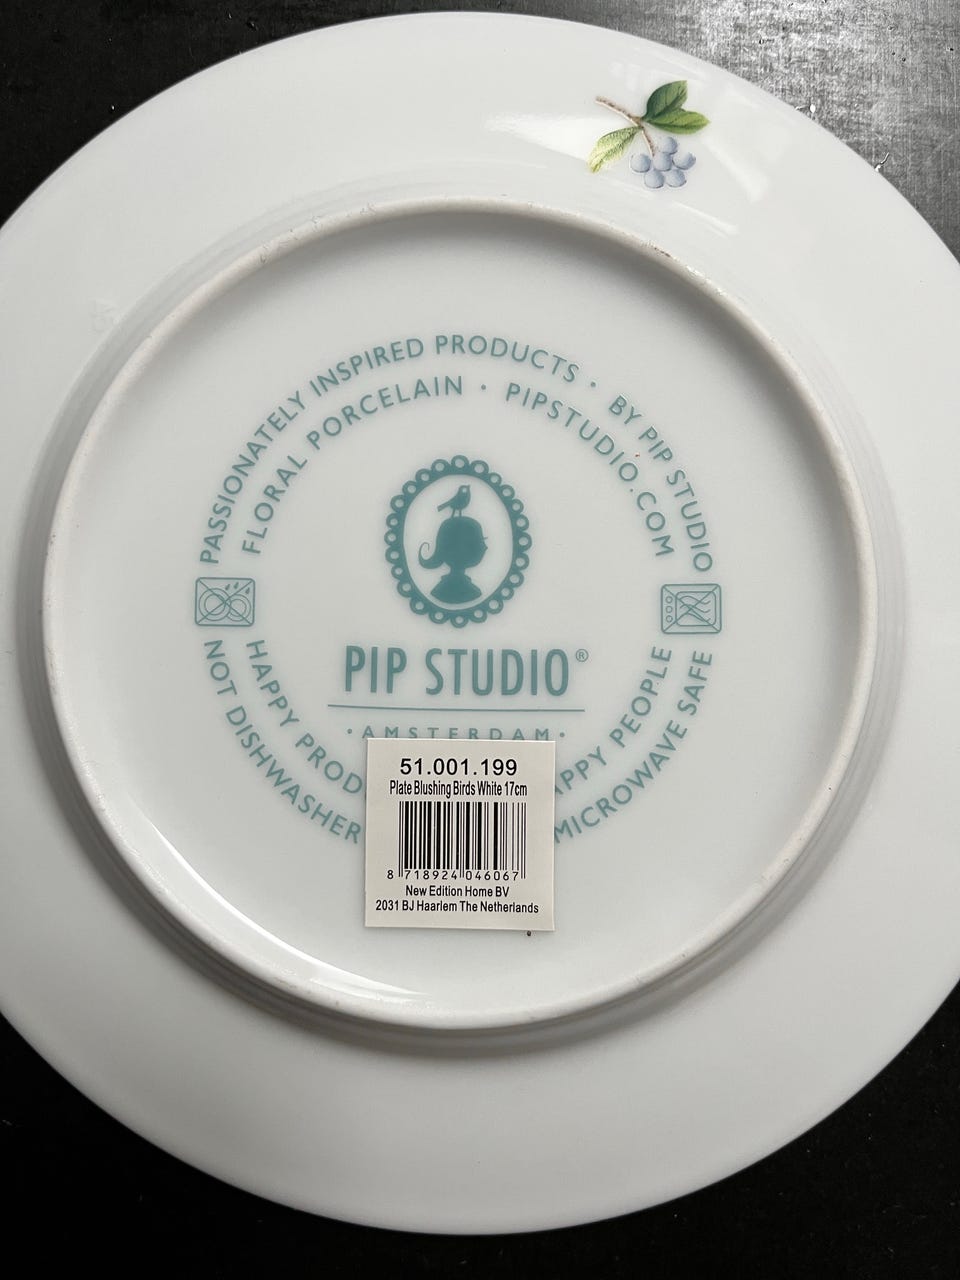 PASSIONATELY INSPIRED PRODUCTS · BY PIP STUDIO
FLORAL PORCELAIN · PIPSTUDIO.COM
PIP STUDIO®
·AMSTERDAM·
HAPPY PROD
APPY PEOPLE
NOT DISHWASHER
MICROWAVE SAFE
51.001.199
Plate Blushing Birds White 17cm
8 718924 046067
New Edition Home BV
2031 BJ Haarlem The Netherlands